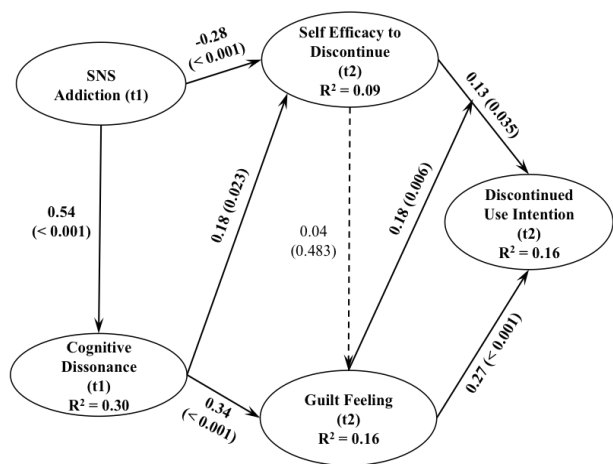 SNS
Addiction (t1)
-0.28
(< 0.001)
Self Efficacy to
Discontinue
(t2)
R² = 0.09
0.13 (0.035)
0.54
(< 0.001)
0.18 (0.023)
0.04
(0.483)
0.18 (0.006)
Discontinued
Use Intention
(t2)
R² = 0.16
Cognitive
Dissonance
(t1)
R² = 0.30
0.34
(< 0.001)
Guilt Feeling
(t2)
R² = 0.16
0.27 (< 0.001)